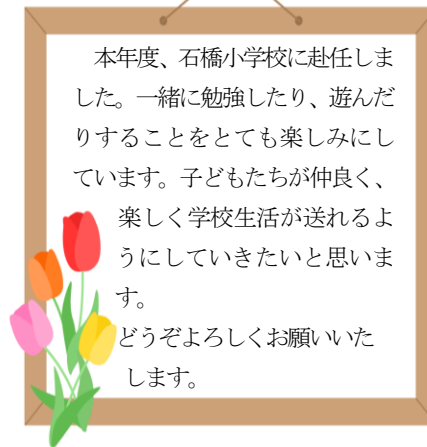 本年度、石橋小学校に赴任しま
した。一緒に勉強したり、遊んだ
りすることをとても楽しみにし
ています。子どもたちが仲良く、
楽しく学校生活が送れるよ
うにしていきたいと思いま
す。
どうぞよろしくお願いいた
します。